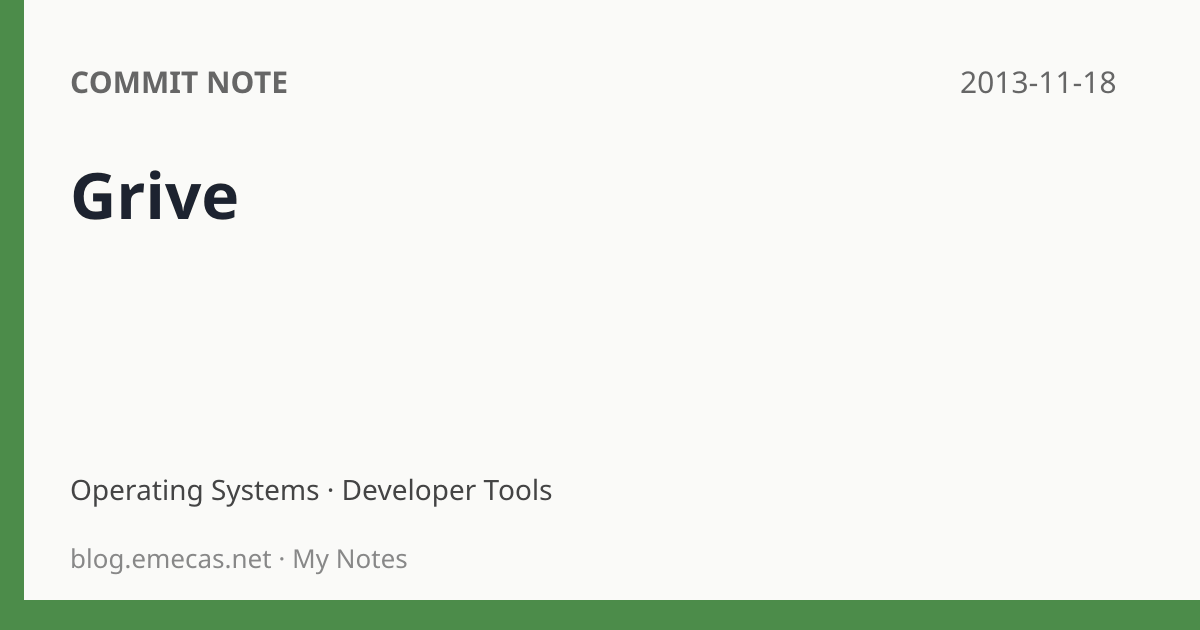 COMMIT NOTE
2013-11-18
Grive
Operating Systems · Developer Tools
blog.emecas.net · My Notes